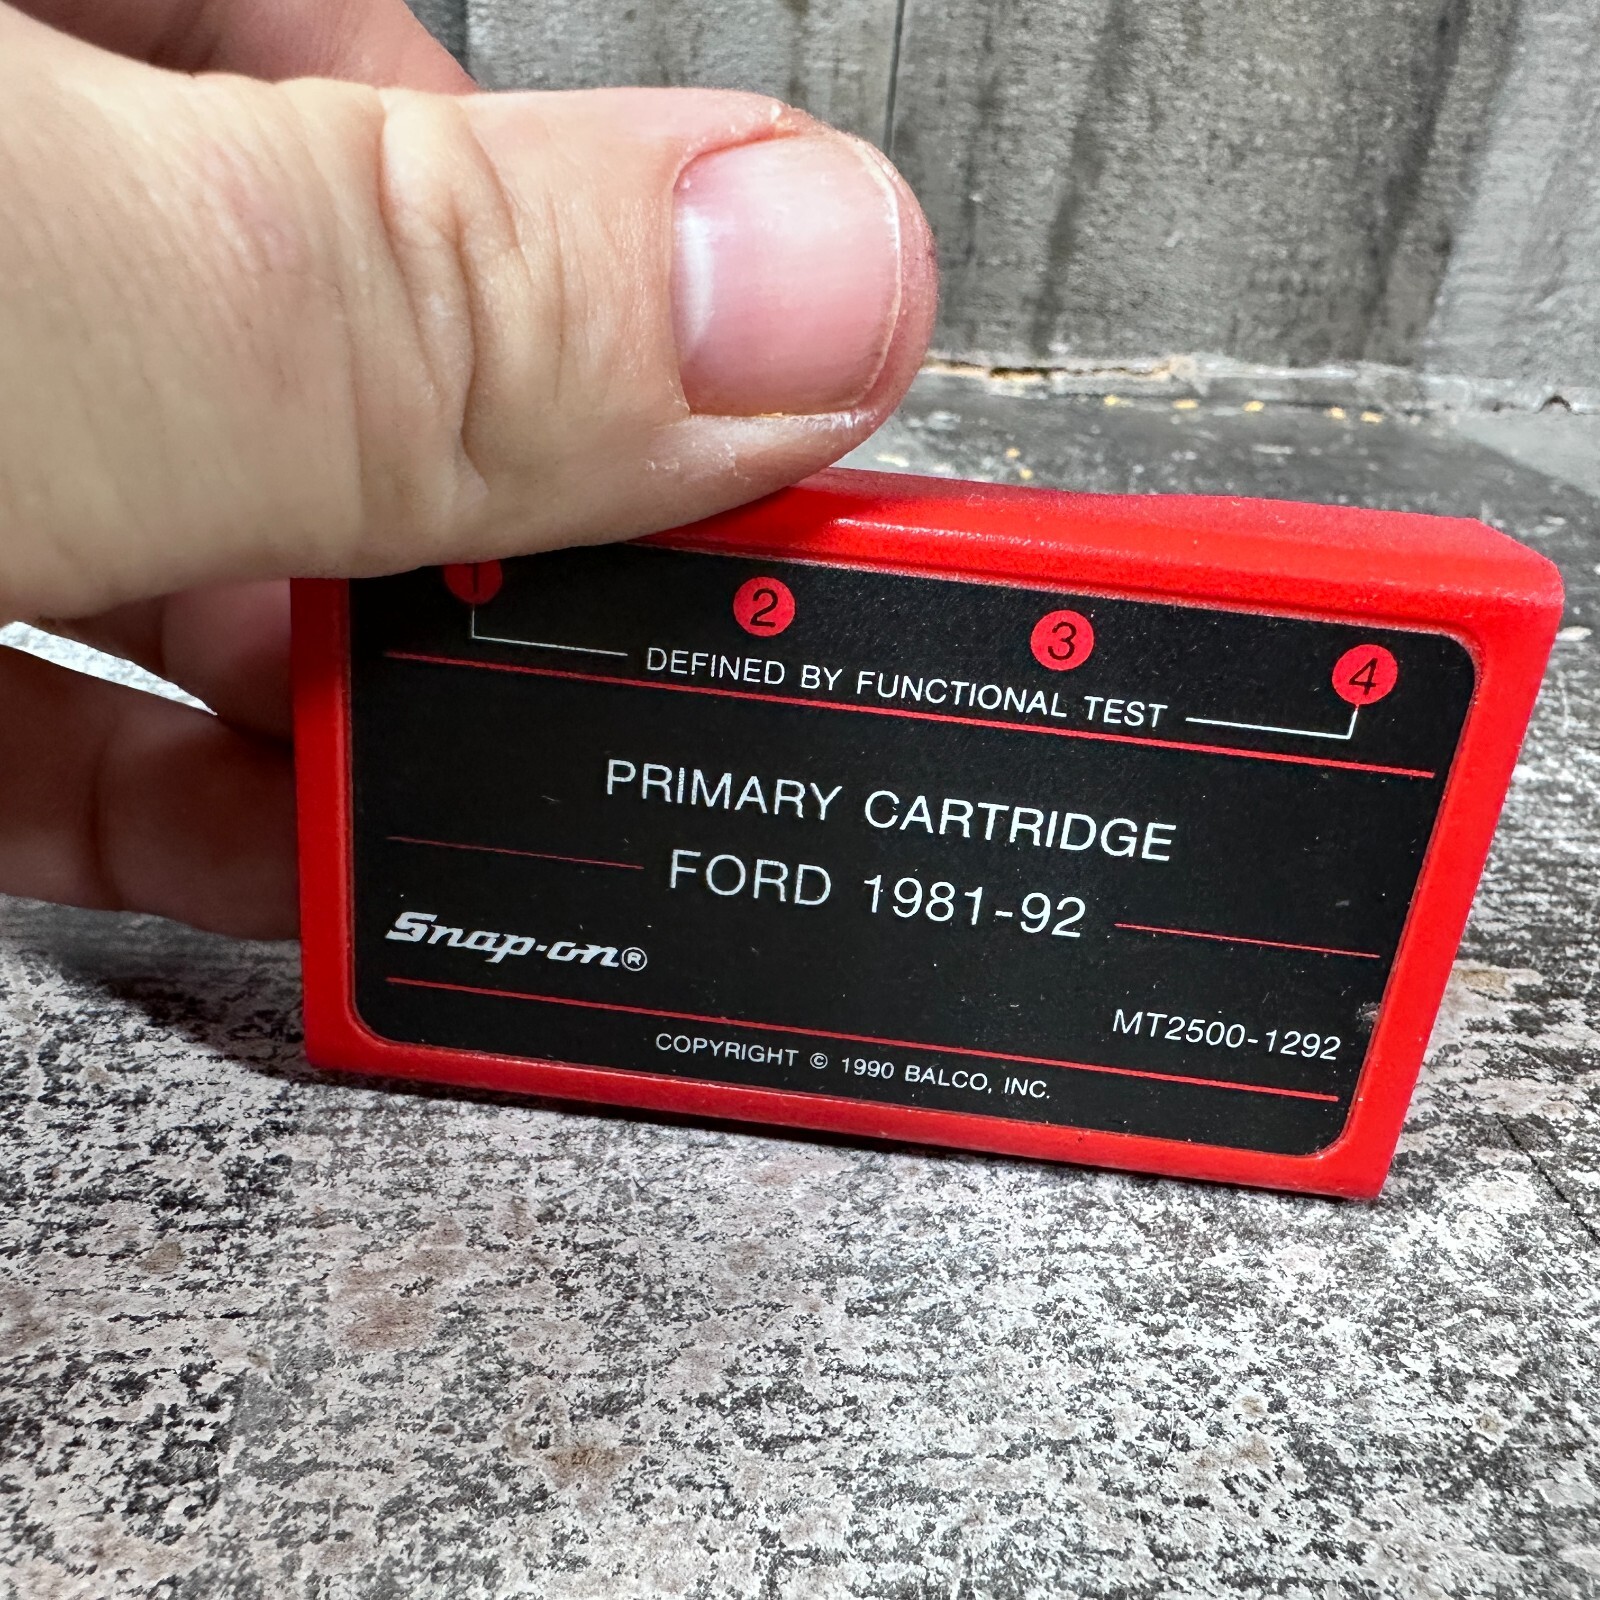 1 2 3 4
DEFINED BY FUNCTIONAL TEST
PRIMARY CARTRIDGE
FORD 1981-92
Snap-on®
MT2500-1292
COPYRIGHT © 1990 BALCO, INC.